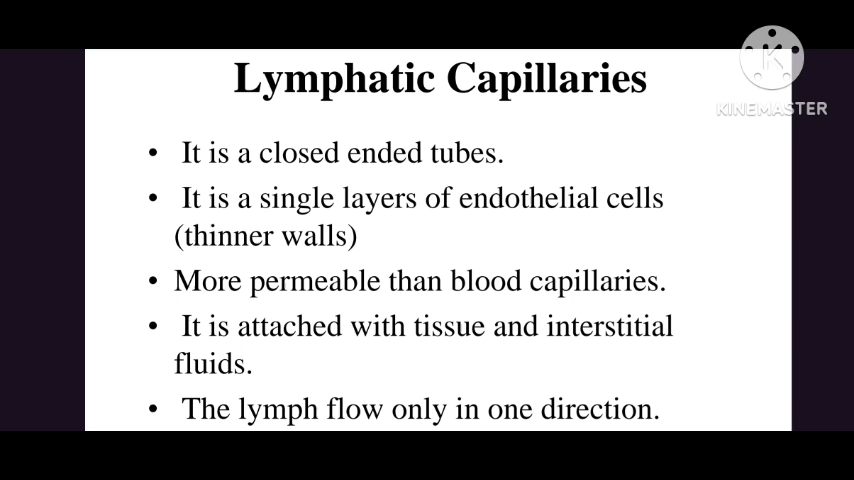 Lymphatic Capillaries
K
KINEMASTER
• It is a closed ended tubes.
• It is a single layers of endothelial cells
(thinner walls)
• More permeable than blood capillaries.
• It is attached with tissue and interstitial
fluids.
• The lymph flow only in one direction.